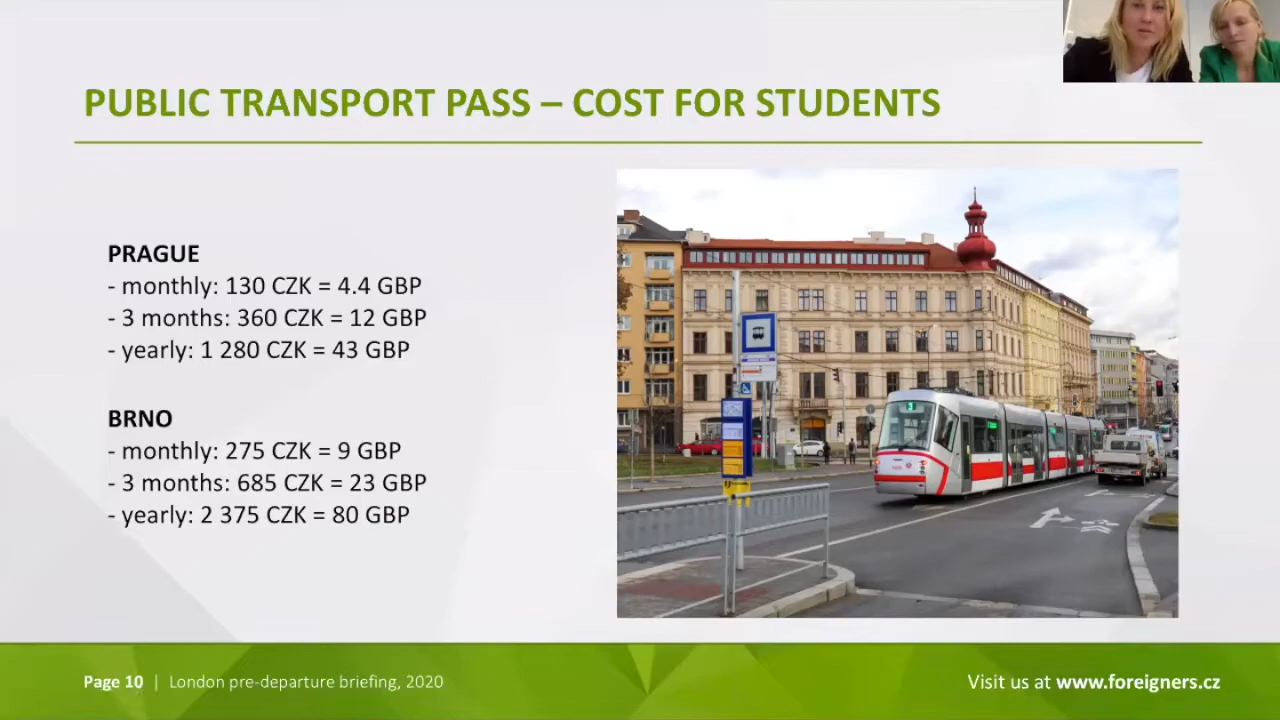 PUBLIC TRANSPORT PASS – COST FOR STUDENTS
PRAGUE
- monthly: 130 CZK = 4.4 GBP
- 3 months: 360 CZK = 12 GBP
- yearly: 1 280 CZK = 43 GBP
BRNO
- monthly: 275 CZK = 9 GBP
- 3 months: 685 CZK = 23 GBP
- yearly: 2 375 CZK = 80 GBP
Page 10 | London pre-departure briefing, 2020
Visit us at www.foreigners.cz